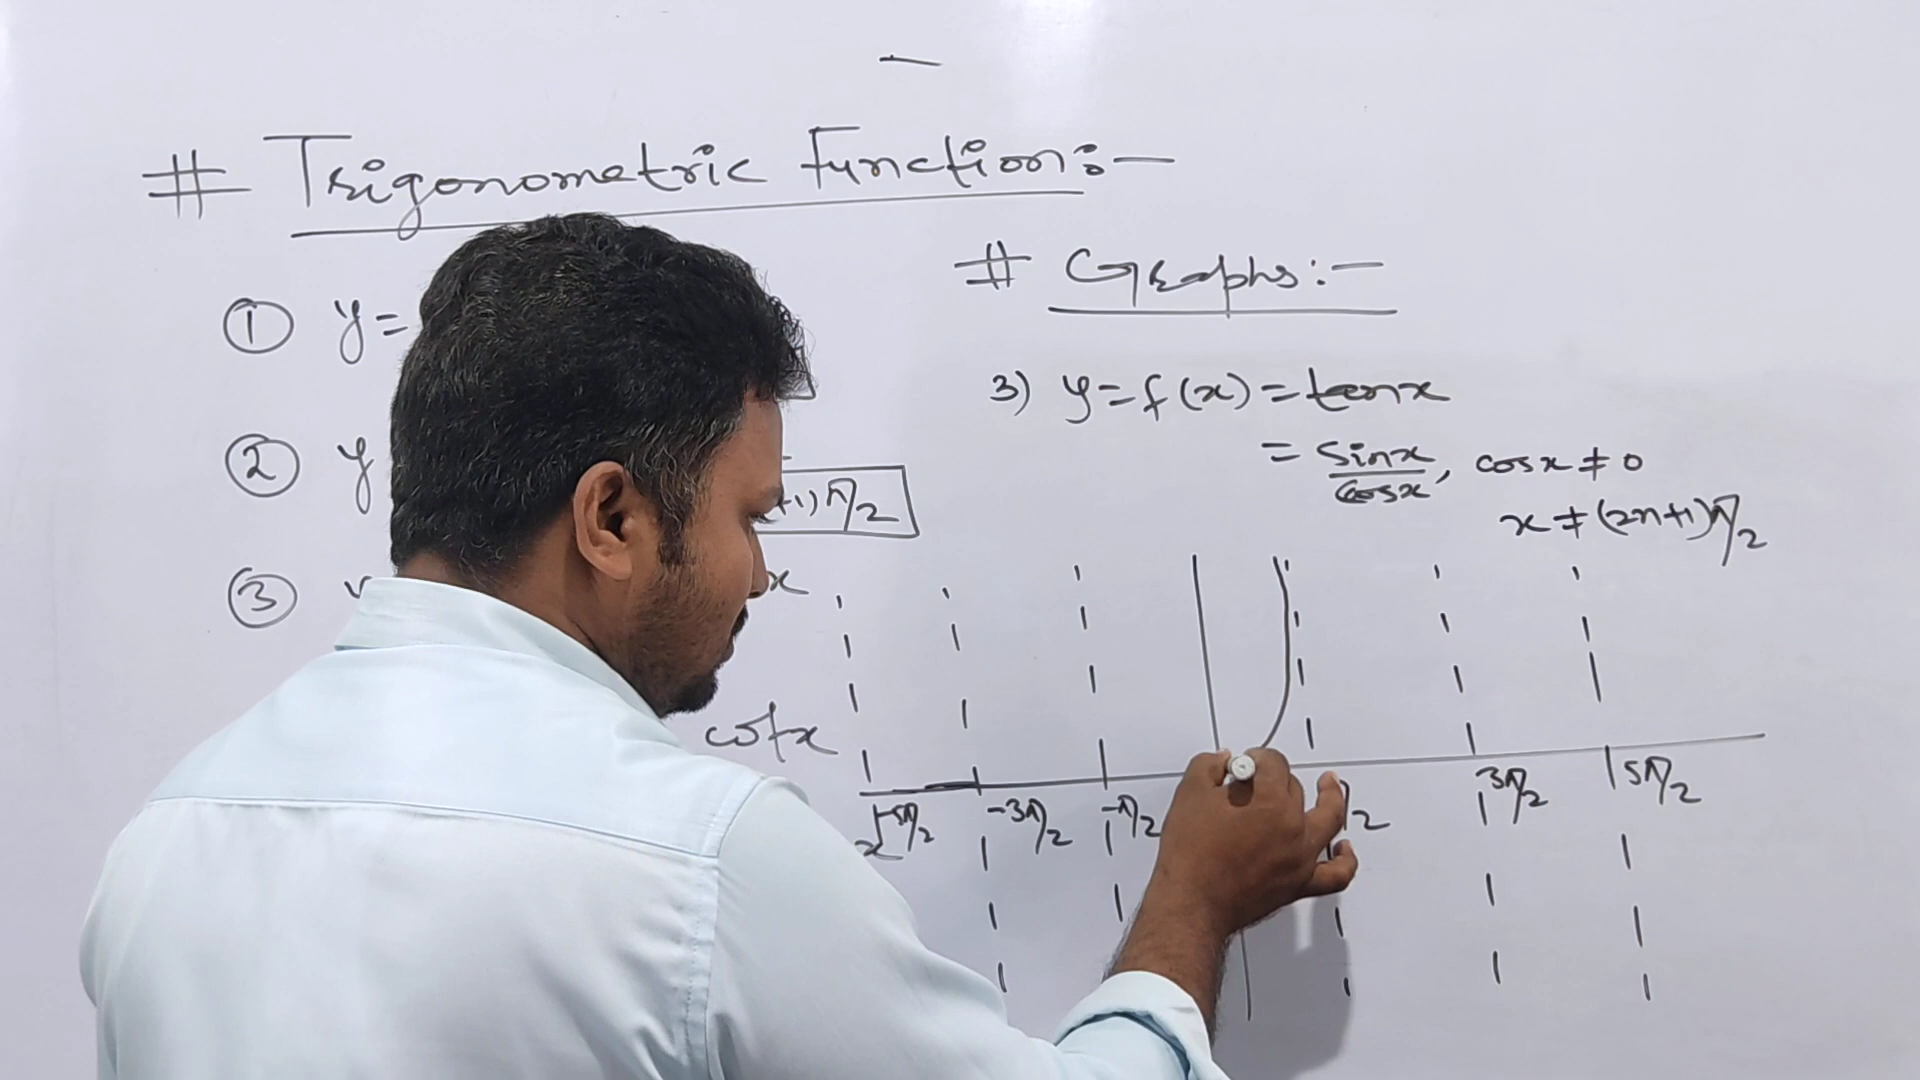 # Trigonometric Function:-
① y=
② y
+1)π/2
③
x
cotx
# Graphs:-
3) y=f(x)=tanx
= sinx/cosx, cosx≠0
x≠(2n+1)π/2
-5π/2 -3π/2 -π/2 /2 3π/2 5π/2